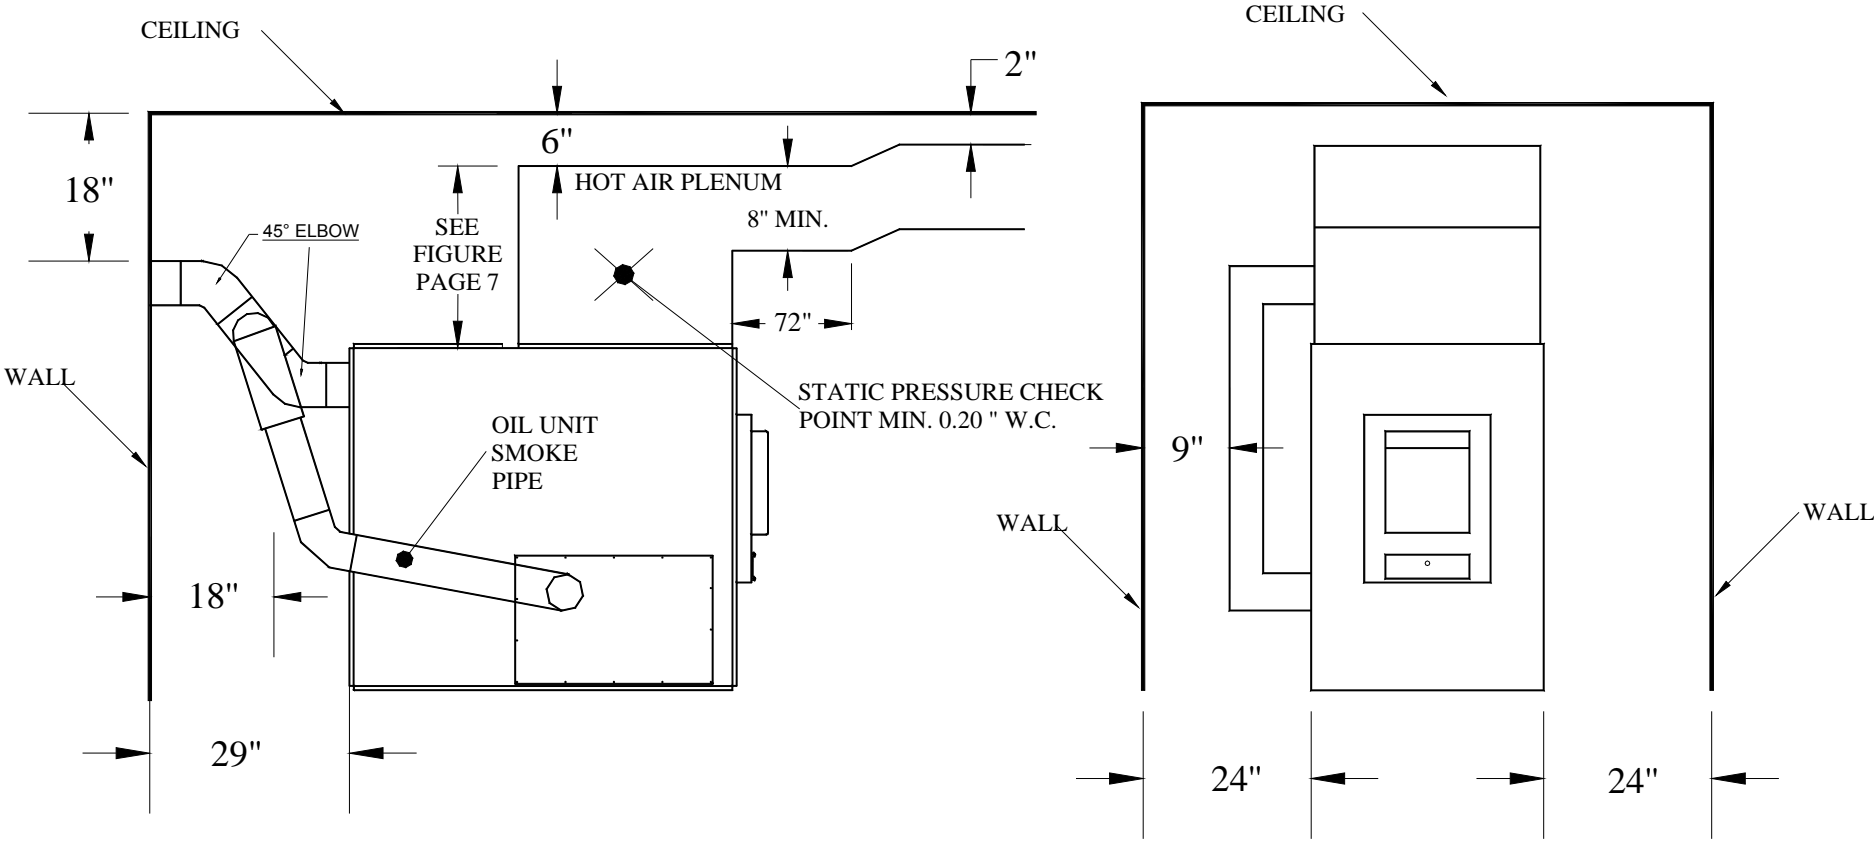 CEILING
CEILING
2"
6"
18"
HOT AIR PLENUM
8" MIN.
45° ELBOW
SEE
FIGURE
PAGE 7
72"
WALL
STATIC PRESSURE CHECK
POINT MIN. 0.20 " W.C.
OIL UNIT
SMOKE
PIPE
9"
WALL
WALL
18"
29"
24"
24"